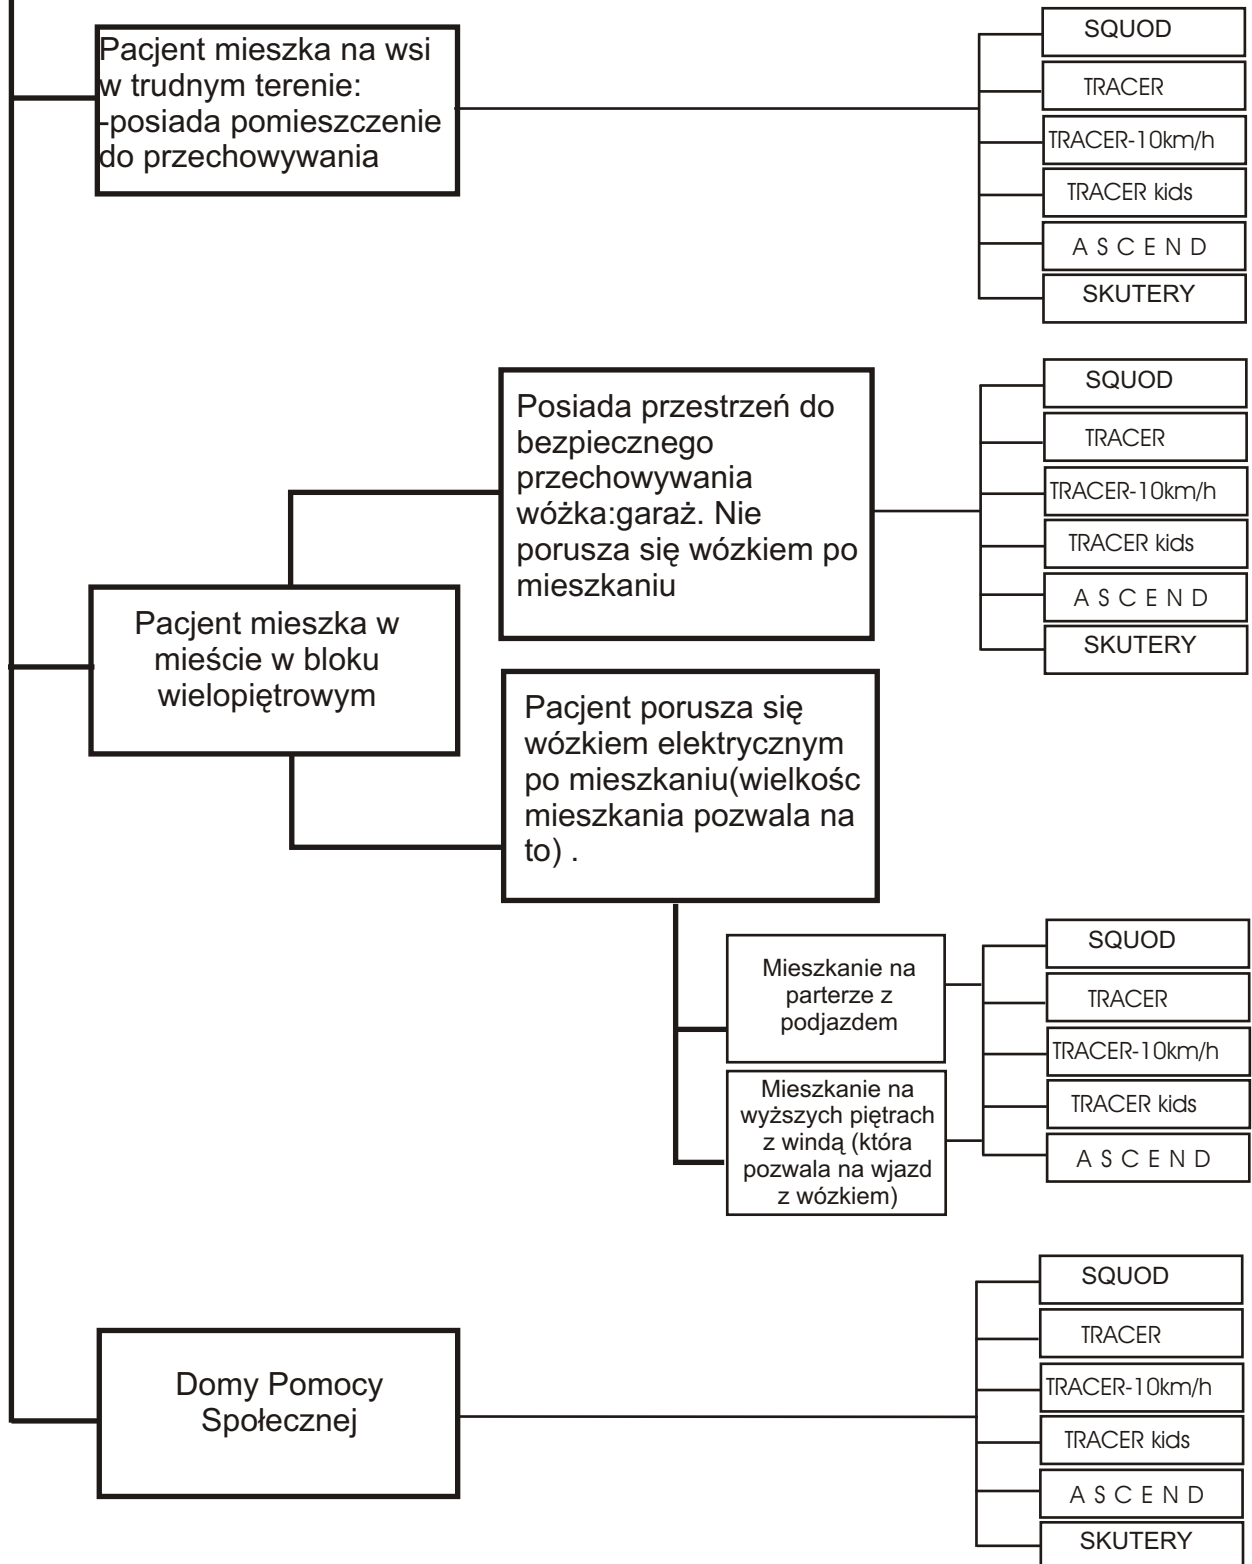 Pacjent mieszka na wsi
w trudnym terenie:
-posiada pomieszczenie
do przechowywania
SQUOD
TRACER
TRACER-10km/h
TRACER kids
A S C E N D
SKUTERY
Pacjent mieszka w
mieście w bloku
wielopiętrowym
Posiada przestrzeń do
bezpiecznego
przechowywania
wóżka:garaż. Nie
porusza się wózkiem po
mieszkaniu
SQUOD
TRACER
TRACER-10km/h
TRACER kids
A S C E N D
SKUTERY
Pacjent porusza się
wózkiem elektrycznym
po mieszkaniu(wielkośc
mieszkania pozwala na
to) .
Mieszkanie na
parterze z
podjazdem
Mieszkanie na
wyższych piętrach
z windą (która
pozwala na wjazd
z wózkiem)
SQUOD
TRACER
TRACER-10km/h
TRACER kids
A S C E N D
Domy Pomocy
Społecznej
SQUOD
TRACER
TRACER-10km/h
TRACER kids
A S C E N D
SKUTERY